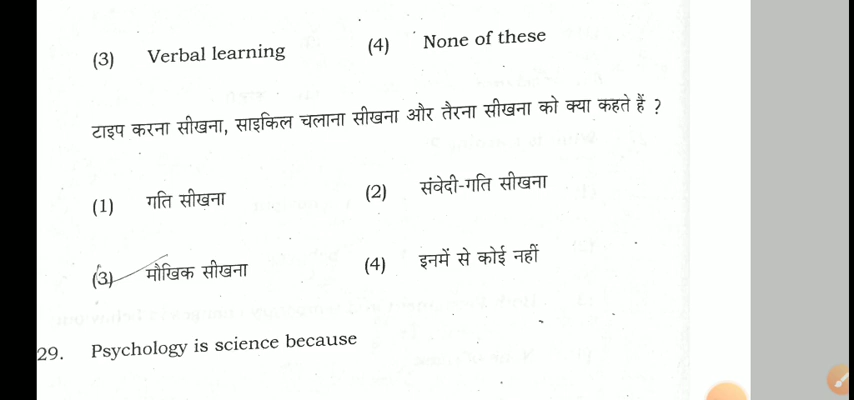 (3) Verbal learning (4) None of these
टाइप करना सीखना, साइकिल चलाना सीखना और तैरना सीखना को क्या कहते हैं ?
(1) गति सीखना (2) संवेदी-गति सीखना
(3) मौखिक सीखना (4) इनमें से कोई नहीं
29. Psychology is science because